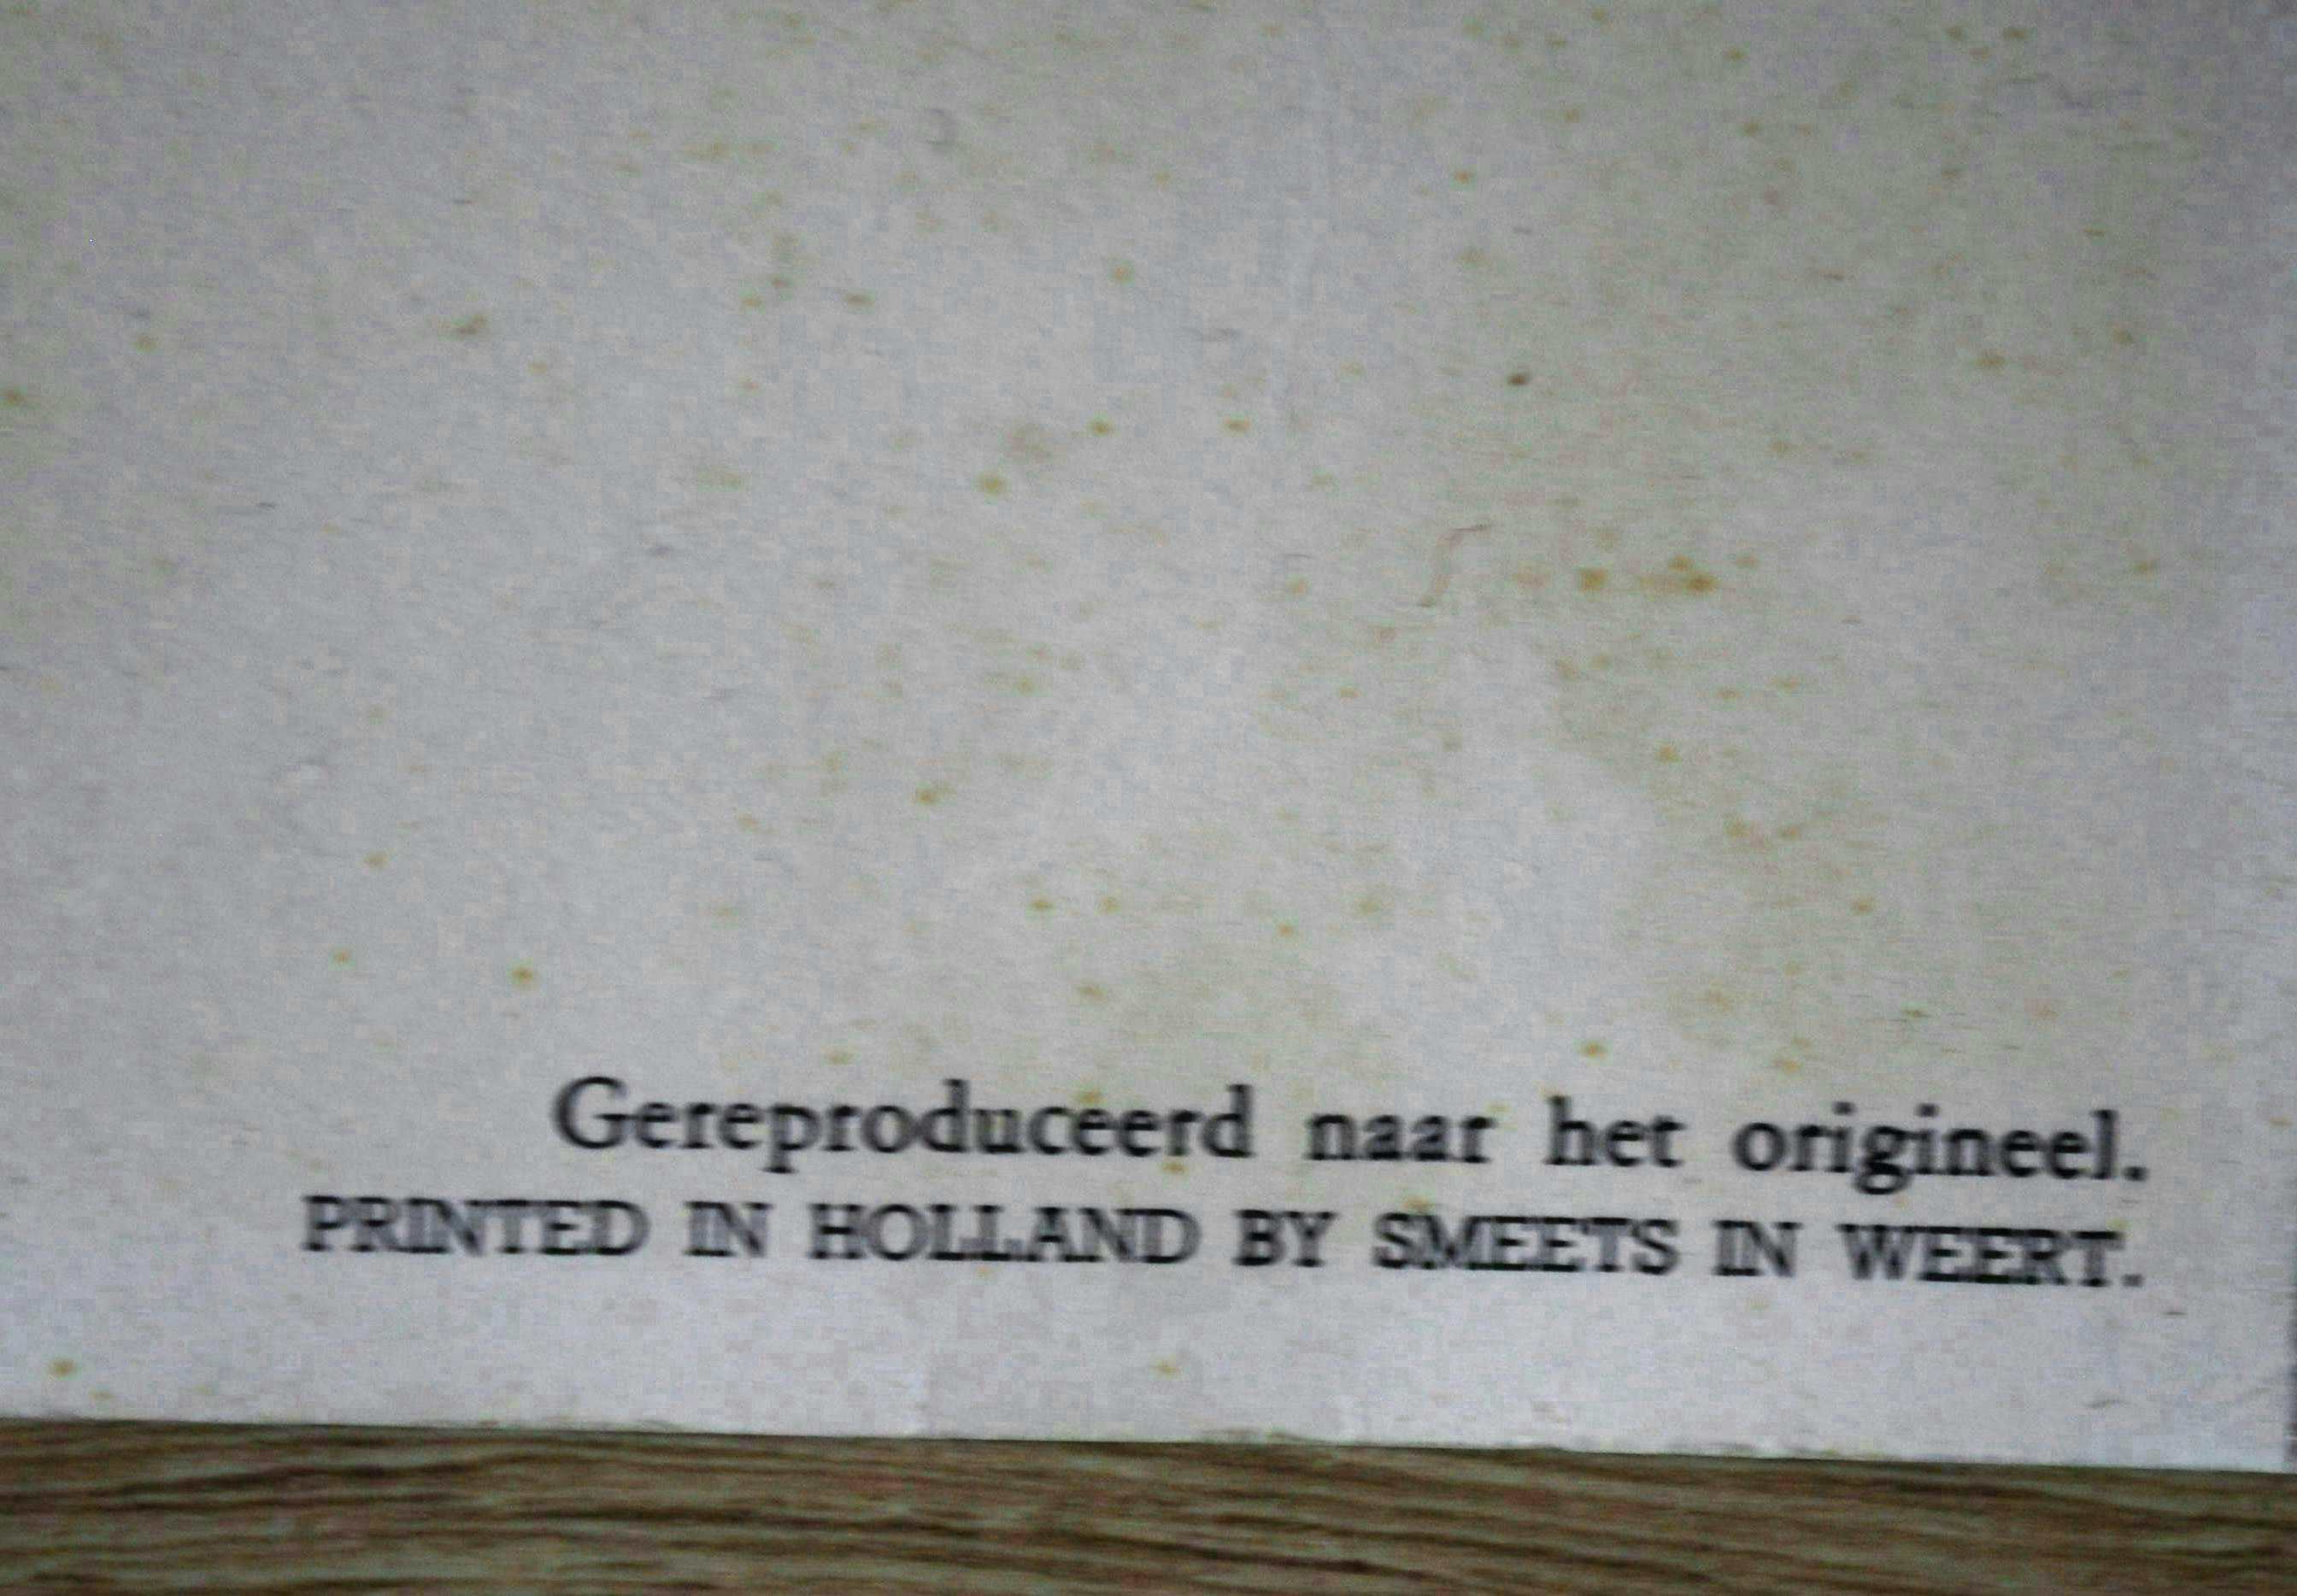 Gereproduceerd naar het origineel.
PRINTED IN HOLLAND BY SMEETS IN WEERT.